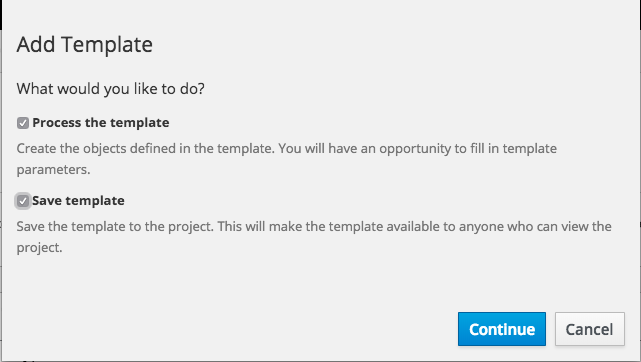 Add Template
What would you like to do?
Process the template
Create the objects defined in the template. You will have an opportunity to fill in template
parameters.
Save template
Save the template to the project. This will make the template available to anyone who can view the
project.
Continue Cancel